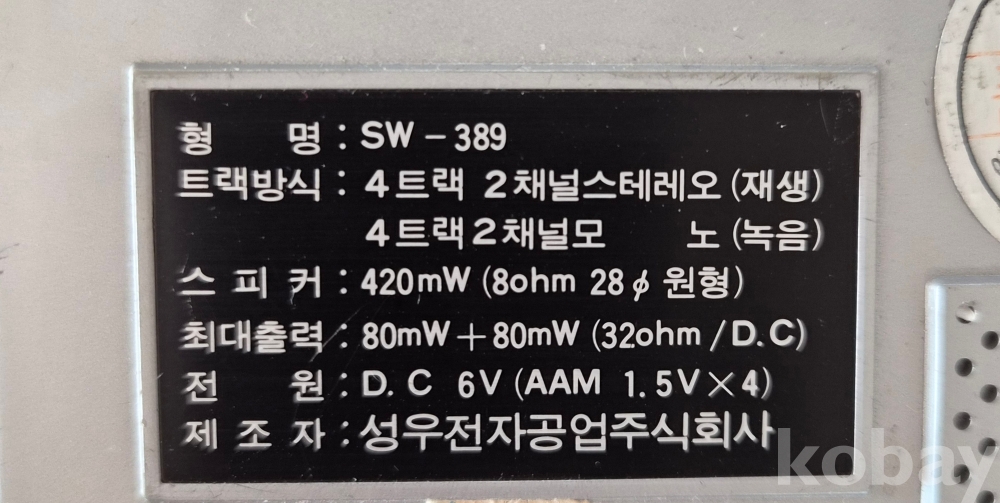 형 명 : SW - 389
트랙방식 : 4트랙 2채널스테레오 (재생)
4트랙2채널모 노 (녹음)
스 피 커 : 420mW (8ohm 28φ 원형)
최대출력 : 80mW + 80mW (32ohm / D.C)
전 원 : D.C 6V (AAM 1.5V×4)
제 조 자 : 성우전자공업주식회사
kobay